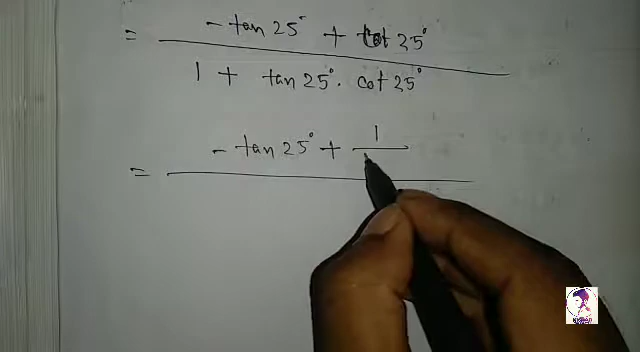 = - tan 25° + cot 25°
1 + tan 25° . cot 25°
= - tan 25° + 1